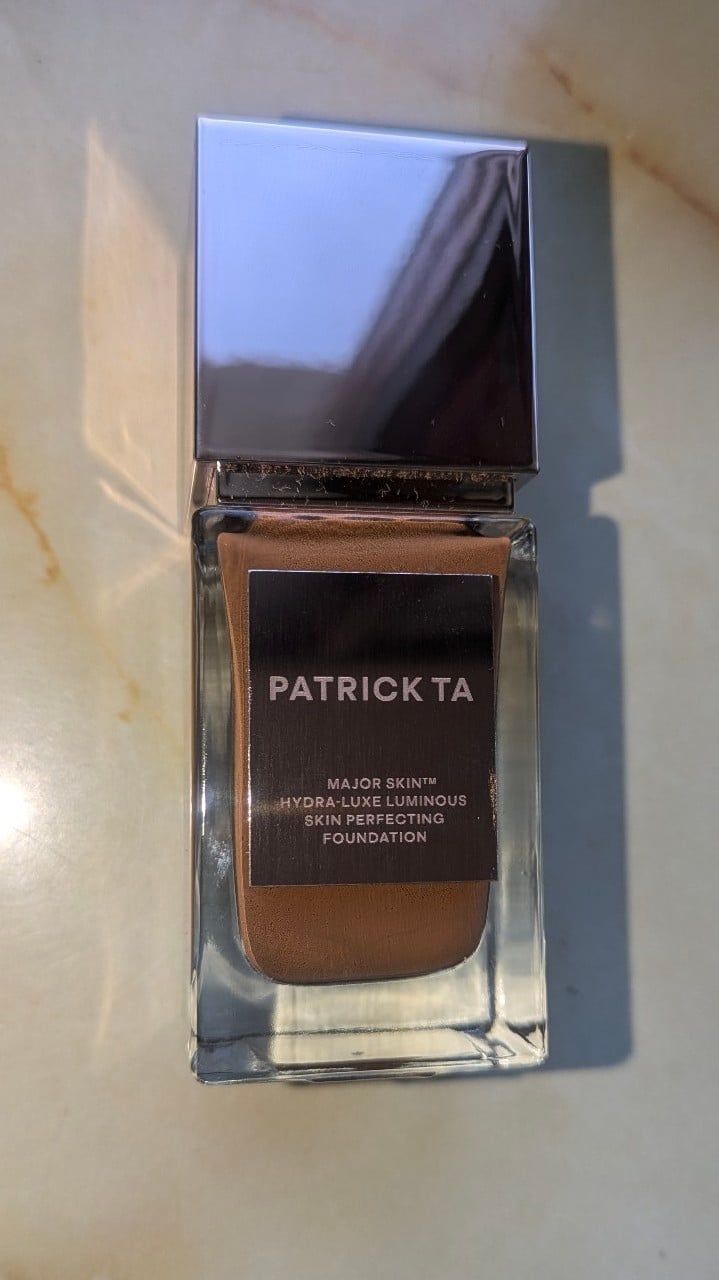 PATRICK TA
MAJOR SKIN™
HYDRA-LUXE LUMINOUS
SKIN PERFECTING
FOUNDATION